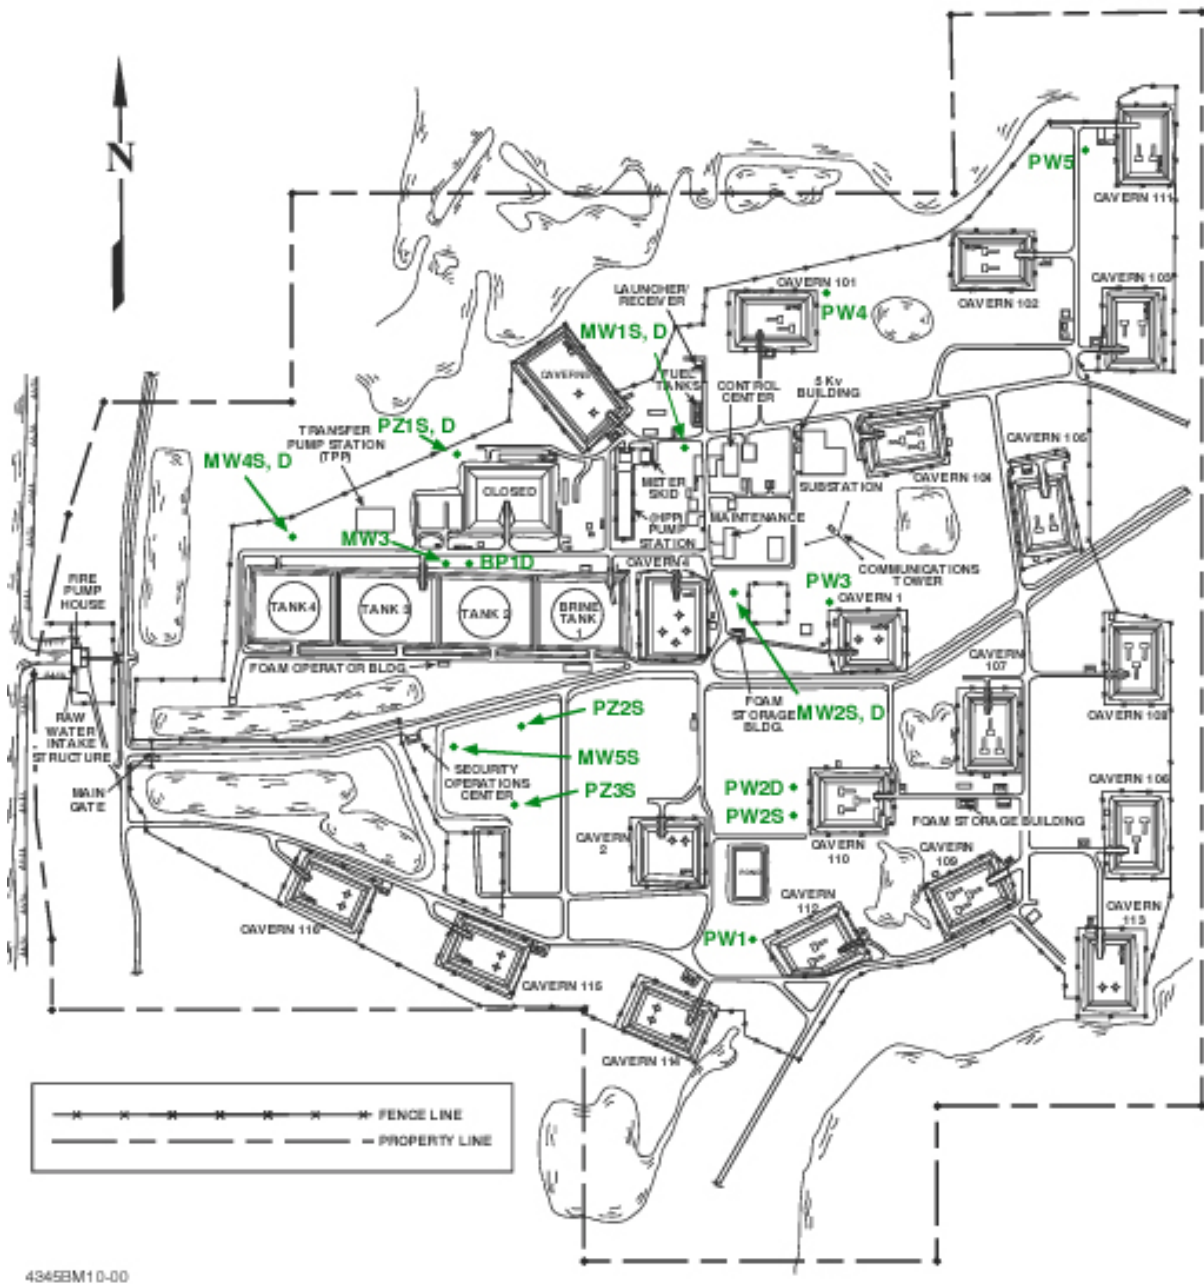 N
PW5
CAVERN 111
CAVERN 102
CAVERN 103
CAVERN 101
PW4
LAUNCHER/
RECEIVER
MW1S, D
FUEL
TANKS
CONTROL
CENTER
5 Kv
BUILDING
TRANSFER
PUMP STATION
(TPP)
PZ1S, D
MW4S, D
CLOSED
METER
SKID
(HPP) PUMP
STATION
MAINTENANCE
SUBSTATION
CAVERN 104
CAVERN 105
COMMUNICATIONS
TOWER
MW3
BP1D
CAVERN 4
PW3
CAVERN 1
FIRE
PUMP
HOUSE
TANK 4
TANK 3
TANK 2
BRINE
TANK
1
FOAM OPERATOR BLDG.
CAVERN
107
CAVERN 108
RAW
WATER
INTAKE
STRUCTURE
MAIN
GATE
PZ2S
MW5S
PZ3S
SECURITY
OPERATIONS
CENTER
FOAM
STORAGE
BLDG.
MW2S, D
PW2D
PW2S
CAVERN
110
FOAM STORAGE BUILDING
CAVERN 106
CAVERN
2
POND
CAVERN
109
CAVERN
112
CAVERN
113
PW1
CAVERN 116
CAVERN 115
CAVERN 114
FENCE LINE
PROPERTY LINE
4345BM10-00